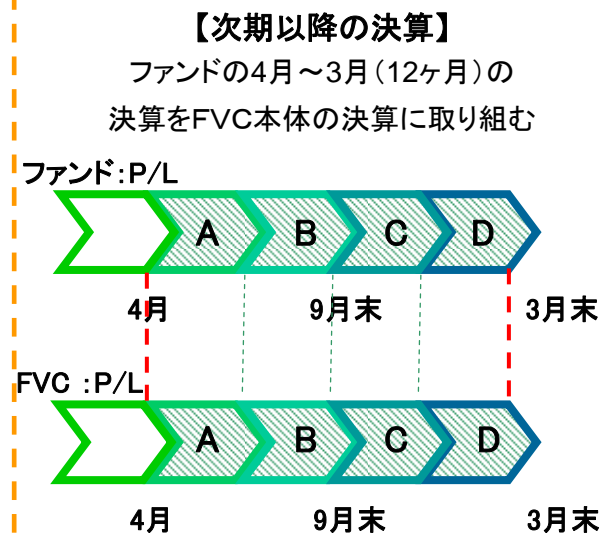 【次期以降の決算】
ファンドの4月～3月（12ヶ月）の
決算をFVC本体の決算に取り組む
ファンド：P/L
A B C D
4月 9月末 3月末
FVC ：P/L
A B C D
4月 9月末 3月末